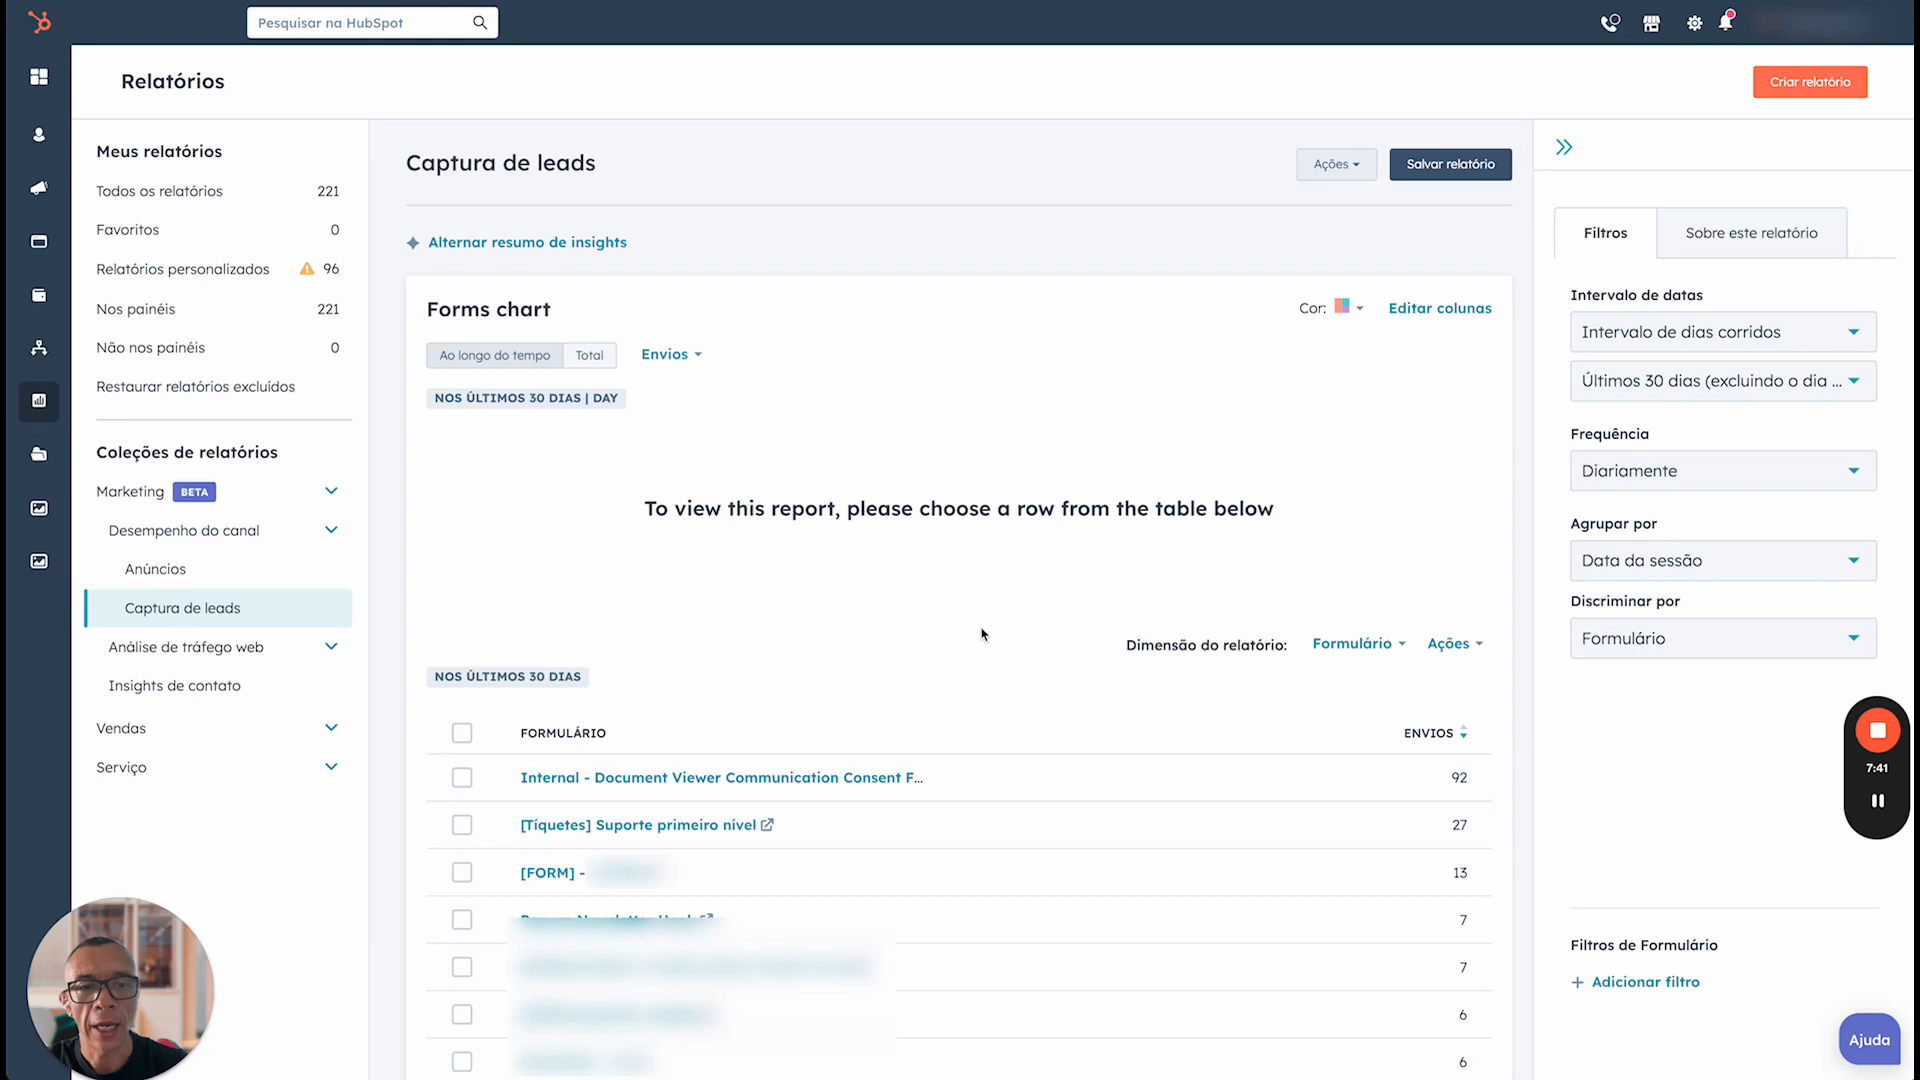 Pesquisar na HubSpot
Relatórios
Criar relatório
Meus relatórios
Todos os relatórios 221
Favoritos 0
Relatórios personalizados 96
Nos painéis 221
Não nos painéis 0
Restaurar relatórios excluídos
Coleções de relatórios
Marketing BETA
Desempenho do canal
Anúncios
Captura de leads
Análise de tráfego web
Insights de contato
Vendas
Serviço
Captura de leads
Ações
Salvar relatório
Alternar resumo de insights
Forms chart
Cor:
Editar colunas
Ao longo do tempo
Total
Envios
NOS ÚLTIMOS 30 DIAS | DAY
To view this report, please choose a row from the table below
Dimensão do relatório: Formulário Ações
NOS ÚLTIMOS 30 DIAS
FORMULÁRIO ENVIOS
Internal - Document Viewer Communication Consent F... 92
[Tíquetes] Suporte primeiro nível 27
[FORM] - 13
7
7
6
6
Filtros
Sobre este relatório
Intervalo de datas
Intervalo de dias corridos
Últimos 30 dias (excluindo o dia ...
Frequência
Diariamente
Agrupar por
Data da sessão
Discriminar por
Formulário
7:41
Filtros de Formulário
+ Adicionar filtro
Ajuda